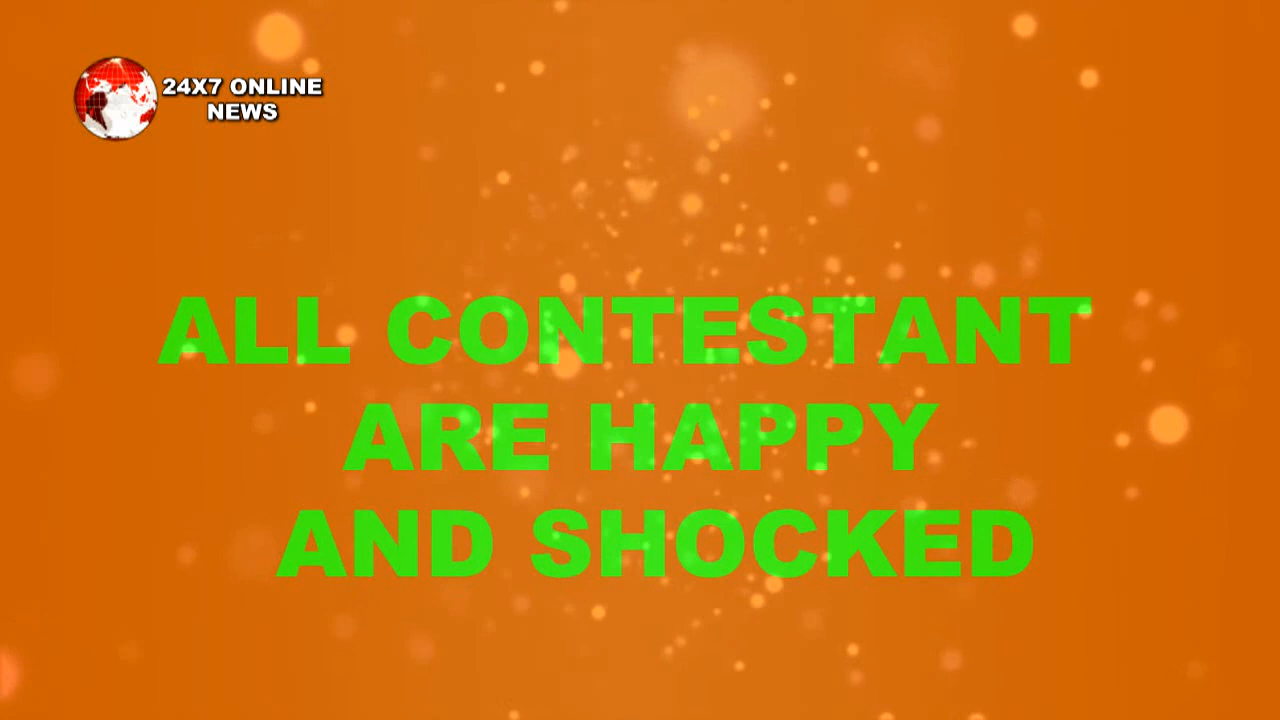 24X7 ONLINE
NEWS
ALL CONTESTANT
ARE HAPPY
AND SHOCKED